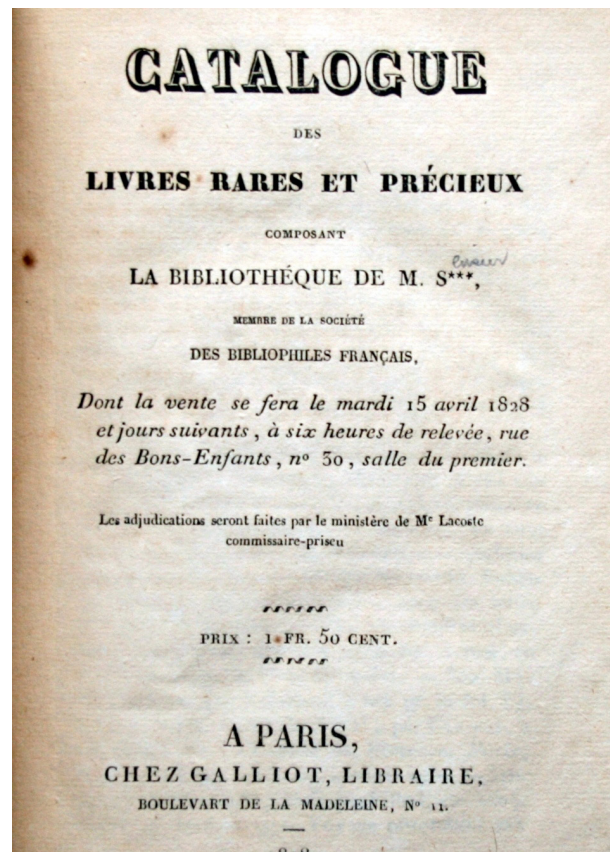 CATALOGUE
DES
LIVRES RARES ET PRÉCIEUX
COMPOSANT
LA BIBLIOTHÉQUE DE M. S***,
MEMBRE DE LA SOCIÉTÉ
DES BIBLIOPHILES FRANÇAIS,
Dont la vente se fera le mardi 15 avril 1828
et jours suivants, à six heures de relevée, rue
des Bons-Enfants, nº 30, salle du premier.
Les adjudications seront faites par le ministère de Mᵉ Lacoste
commissaire-priseu
PRIX : 1 FR. 50 CENT.
A PARIS,
CHEZ GALLIOT, LIBRAIRE,
BOULEVART DE LA MADELEINE, Nº 11.